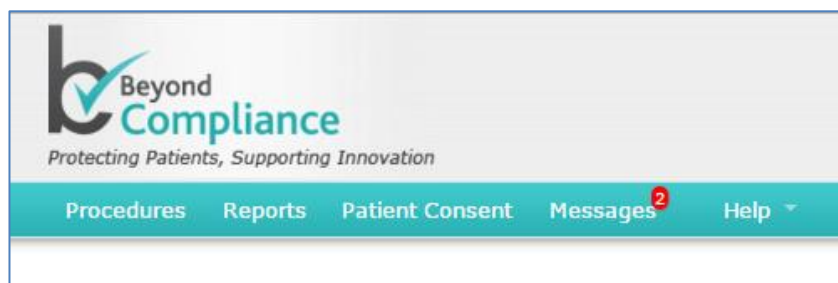 Beyond
Compliance
Protecting Patients, Supporting Innovation
Procedures Reports Patient Consent Messages 2 Help